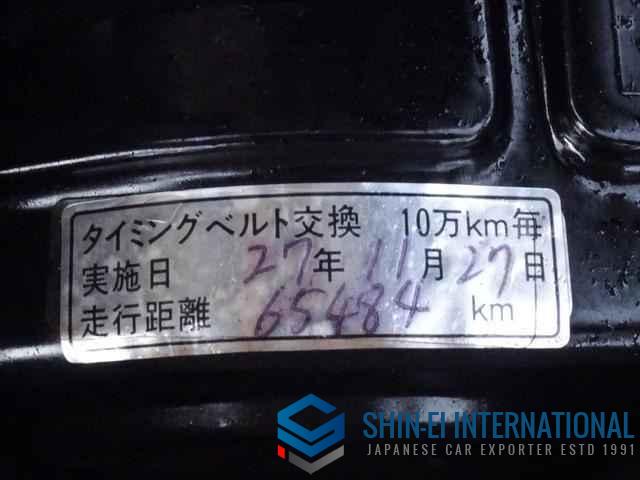 タイミングベルト交換 10万km毎
実施日 27年 11月 27日
走行距離 65484 km
SHIN-EI INTERNATIONAL
JAPANESE CAR EXPORTER ESTD 1991